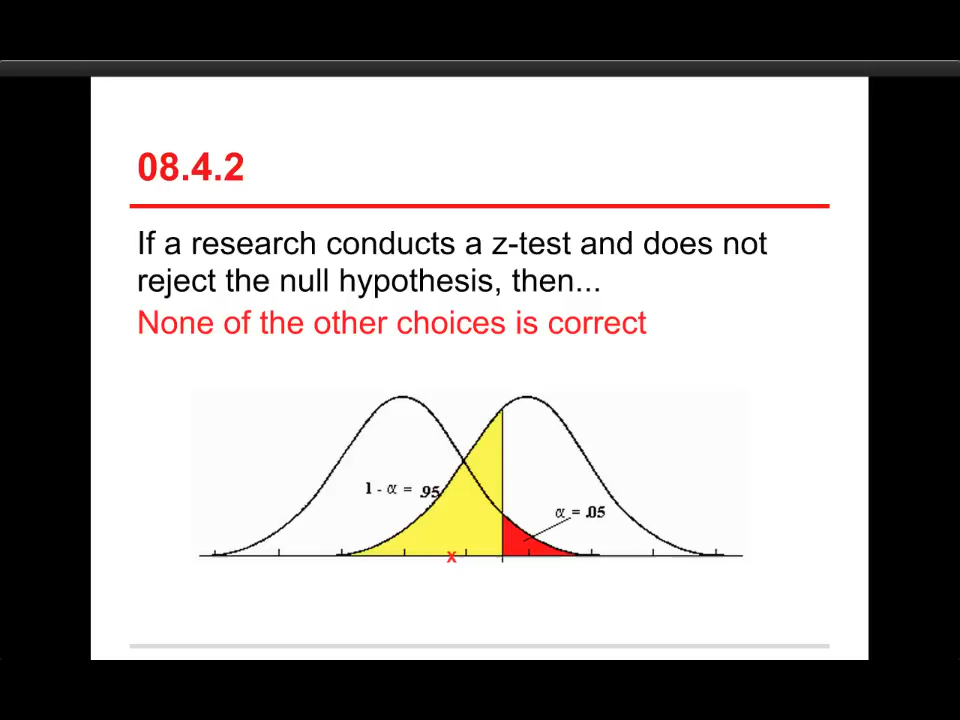 08.4.2
If a research conducts a z-test and does not
reject the null hypothesis, then...
None of the other choices is correct
1 - α = .95
α = .05
x